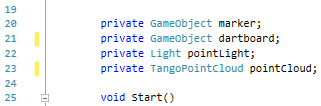 19
20 private GameObject marker;
21 private GameObject dartboard;
22 private Light pointLight;
23 private TangoPointCloud pointCloud;
24
25 void Start()